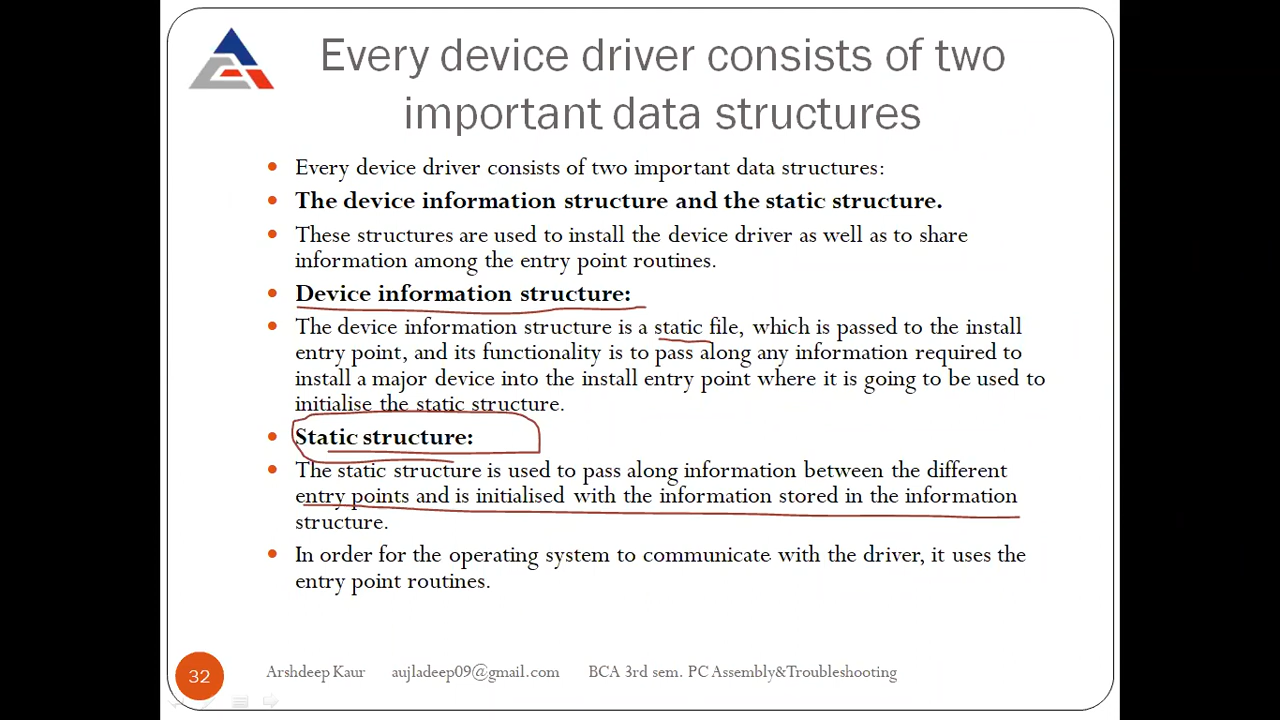 Every device driver consists of two
important data structures
Every device driver consists of two important data structures:
The device information structure and the static structure.
These structures are used to install the device driver as well as to share
information among the entry point routines.
Device information structure:
The device information structure is a static file, which is passed to the install
entry point, and its functionality is to pass along any information required to
install a major device into the install entry point where it is going to be used to
initialise the static structure.
Static structure:
The static structure is used to pass along information between the different
entry points and is initialised with the information stored in the information
structure.
In order for the operating system to communicate with the driver, it uses the
entry point routines.
32 Arshdeep Kaur aujladeep09@gmail.com BCA 3rd sem. PC Assembly&Troubleshooting